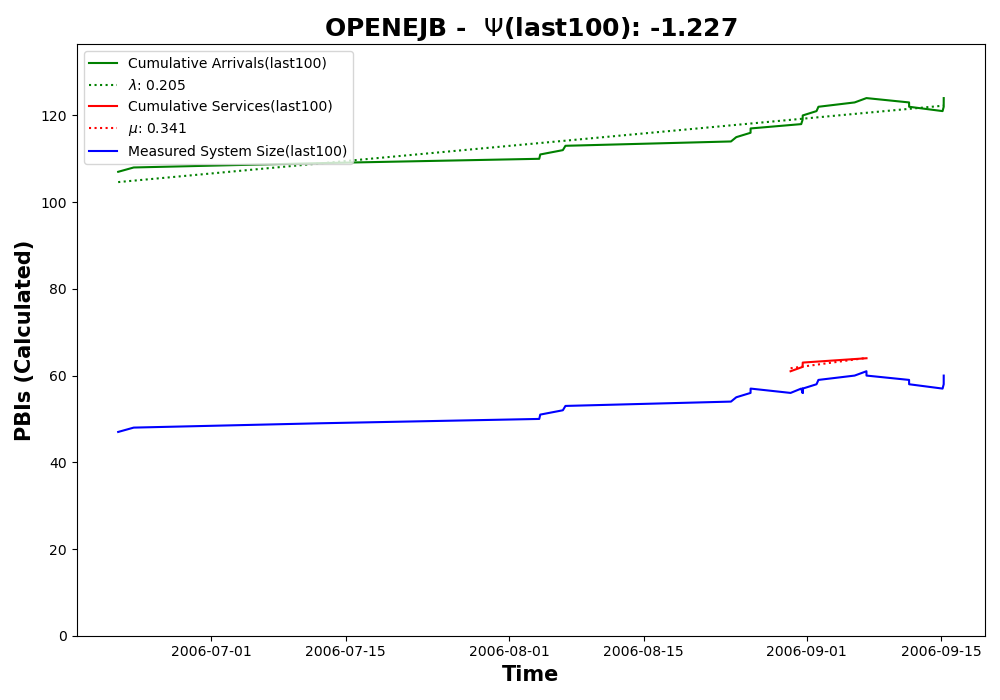 OPENEJB - Ψ(last100): -1.227
Cumulative Arrivals(last100)
λ: 0.205
Cumulative Services(last100)
μ: 0.341
Measured System Size(last100)
PBIs (Calculated)
120
100
80
60
40
20
0
2006-07-01
2006-07-15
2006-08-01
2006-08-15
2006-09-01
2006-09-15
Time